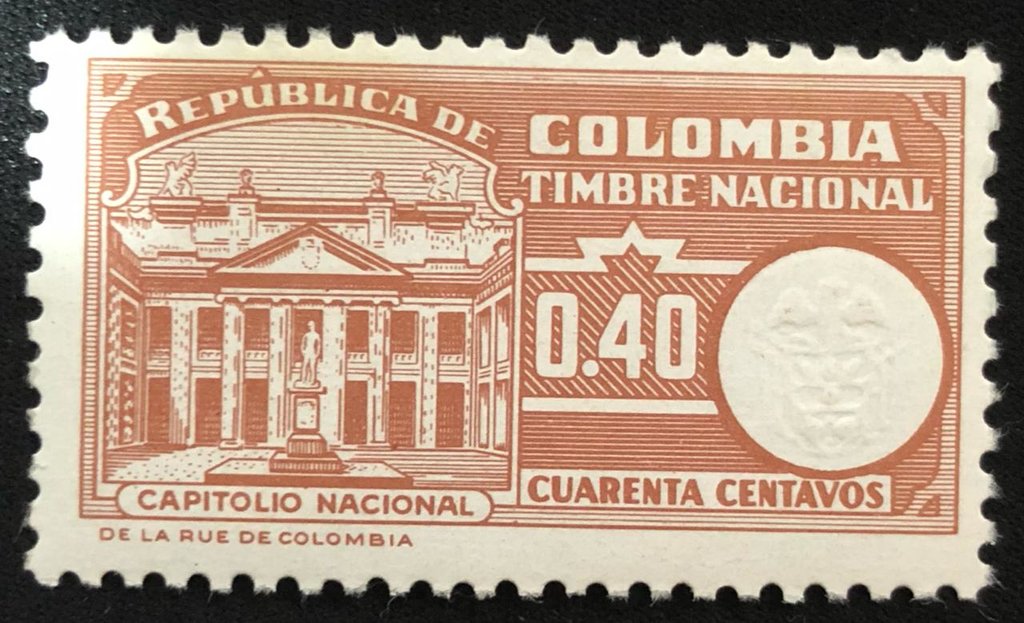 REPÚBLICA DE
COLOMBIA
TIMBRE NACIONAL
0.40
CUARENTA CENTAVOS
CAPITOLIO NACIONAL
DE LA RUE DE COLOMBIA